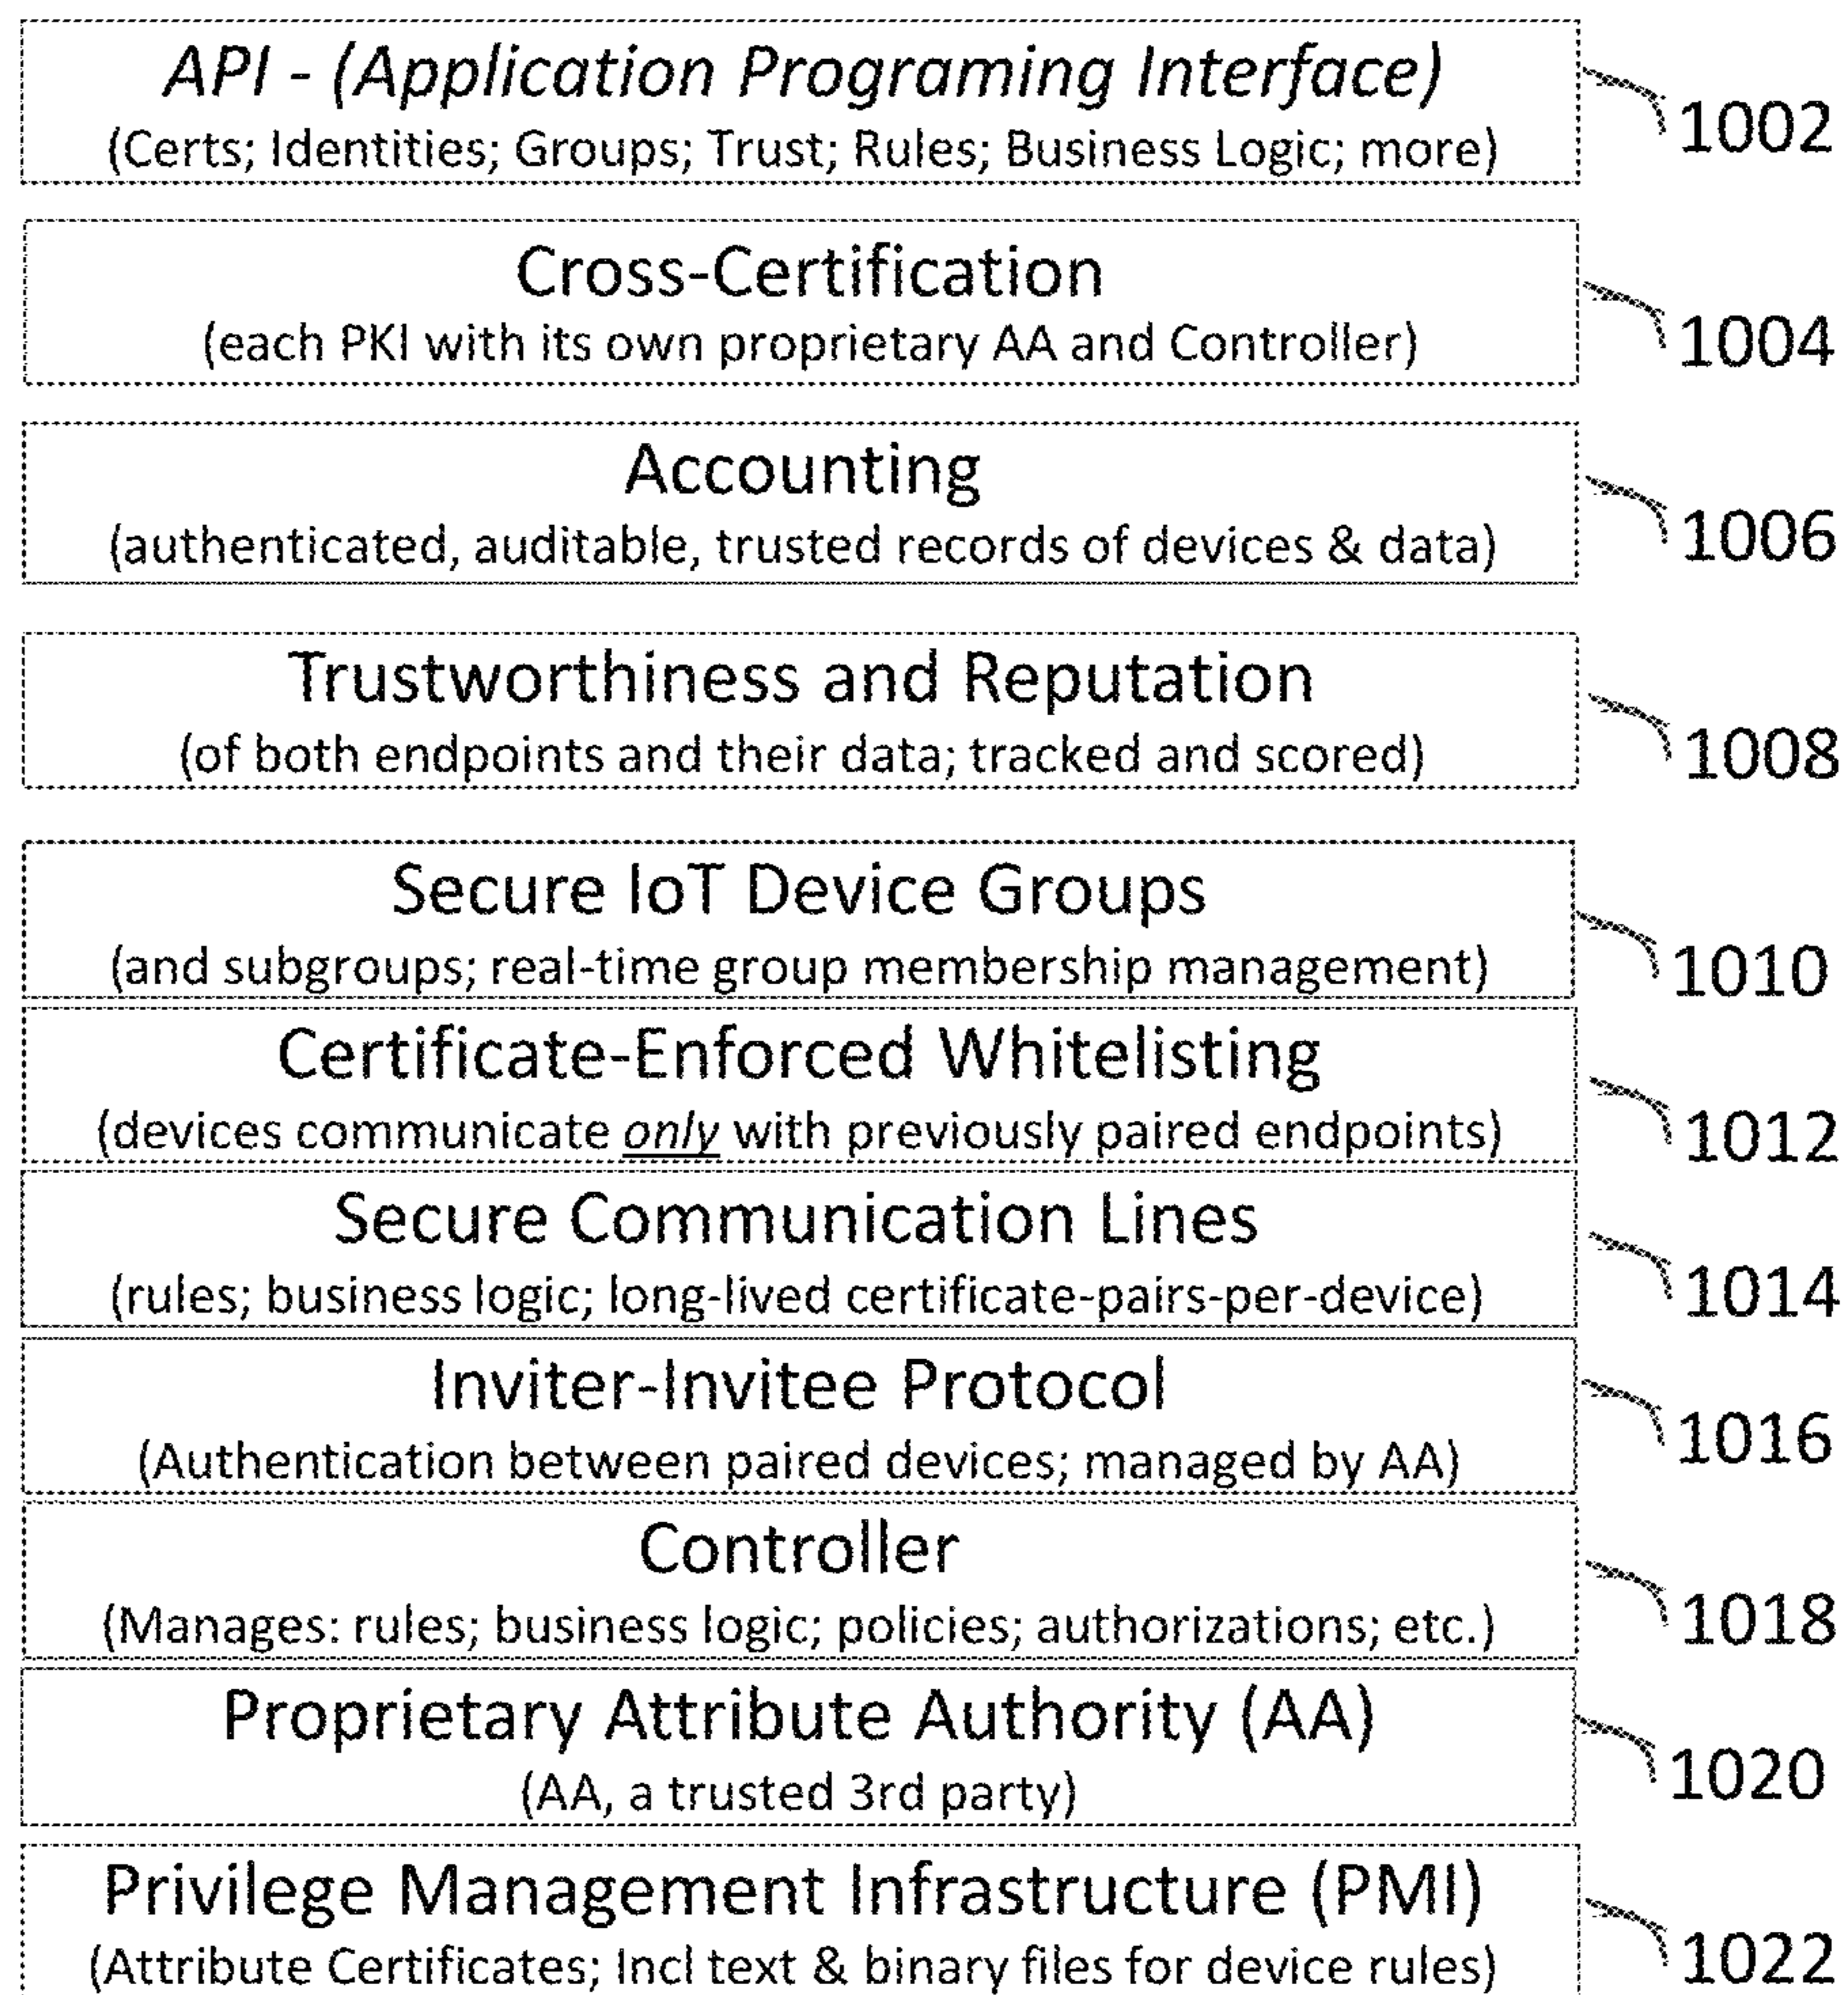 API - (Application Programing Interface)
(Certs; Identities; Groups; Trust; Rules; Business Logic; more)
1002
Cross-Certification
(each PKI with its own proprietary AA and Controller)
1004
Accounting
(authenticated, auditable, trusted records of devices & data)
1006
Trustworthiness and Reputation
(of both endpoints and their data; tracked and scored)
1008
Secure IoT Device Groups
(and subgroups; real-time group membership management)
1010
Certificate-Enforced Whitelisting
(devices communicate only with previously paired endpoints)
1012
Secure Communication Lines
(rules; business logic; long-lived certificate-pairs-per-device)
1014
Inviter-Invitee Protocol
(Authentication between paired devices; managed by AA)
1016
Controller
(Manages: rules; business logic; policies; authorizations; etc.)
1018
Proprietary Attribute Authority (AA)
(AA, a trusted 3rd party)
1020
Privilege Management Infrastructure (PMI)
(Attribute Certificates; Incl text & binary files for device rules)
1022